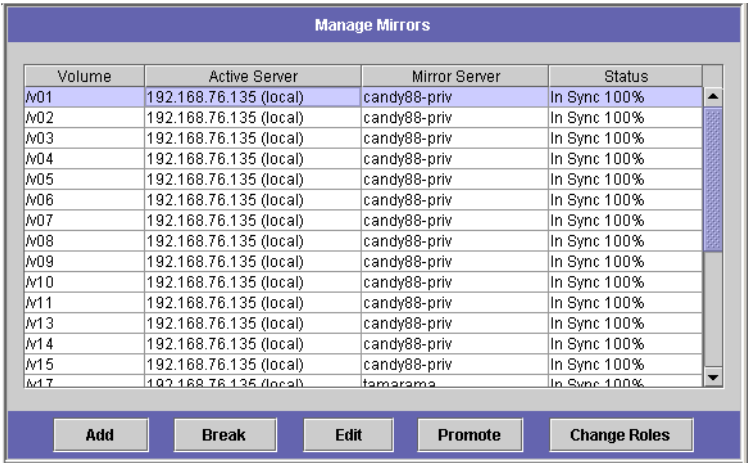 Manage Mirrors
Volume Active Server Mirror Server Status
/v01 192.168.76.135 (local) candy88-priv In Sync 100%
/v02 192.168.76.135 (local) candy88-priv In Sync 100%
/v03 192.168.76.135 (local) candy88-priv In Sync 100%
/v04 192.168.76.135 (local) candy88-priv In Sync 100%
/v05 192.168.76.135 (local) candy88-priv In Sync 100%
/v06 192.168.76.135 (local) candy88-priv In Sync 100%
/v07 192.168.76.135 (local) candy88-priv In Sync 100%
/v08 192.168.76.135 (local) candy88-priv In Sync 100%
/v09 192.168.76.135 (local) candy88-priv In Sync 100%
/v10 192.168.76.135 (local) candy88-priv In Sync 100%
/v11 192.168.76.135 (local) candy88-priv In Sync 100%
/v13 192.168.76.135 (local) candy88-priv In Sync 100%
/v14 192.168.76.135 (local) candy88-priv In Sync 100%
/v15 192.168.76.135 (local) candy88-priv In Sync 100%
/v17 192.168.76.135 (local) tamarama In Sync 100%
Add Break Edit Promote Change Roles